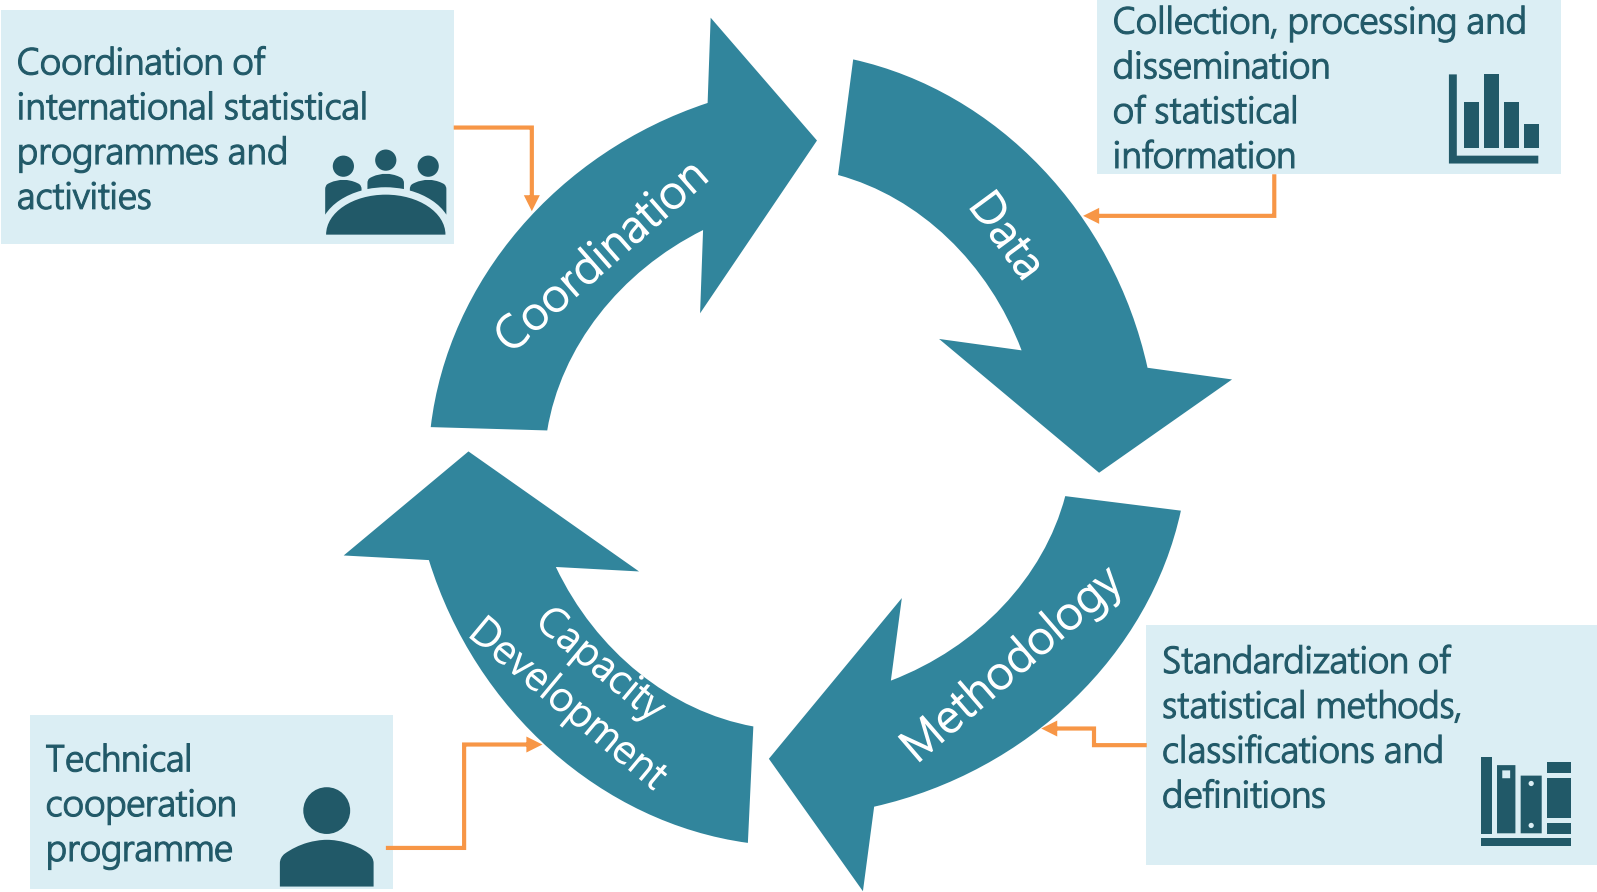 Coordination of
international statistical
programmes and
activities
Collection, processing and
dissemination
of statistical
information
Coordination
Data
Methodology
Capacity
Development
Standardization of
statistical methods,
classifications and
definitions
Technical
cooperation
programme